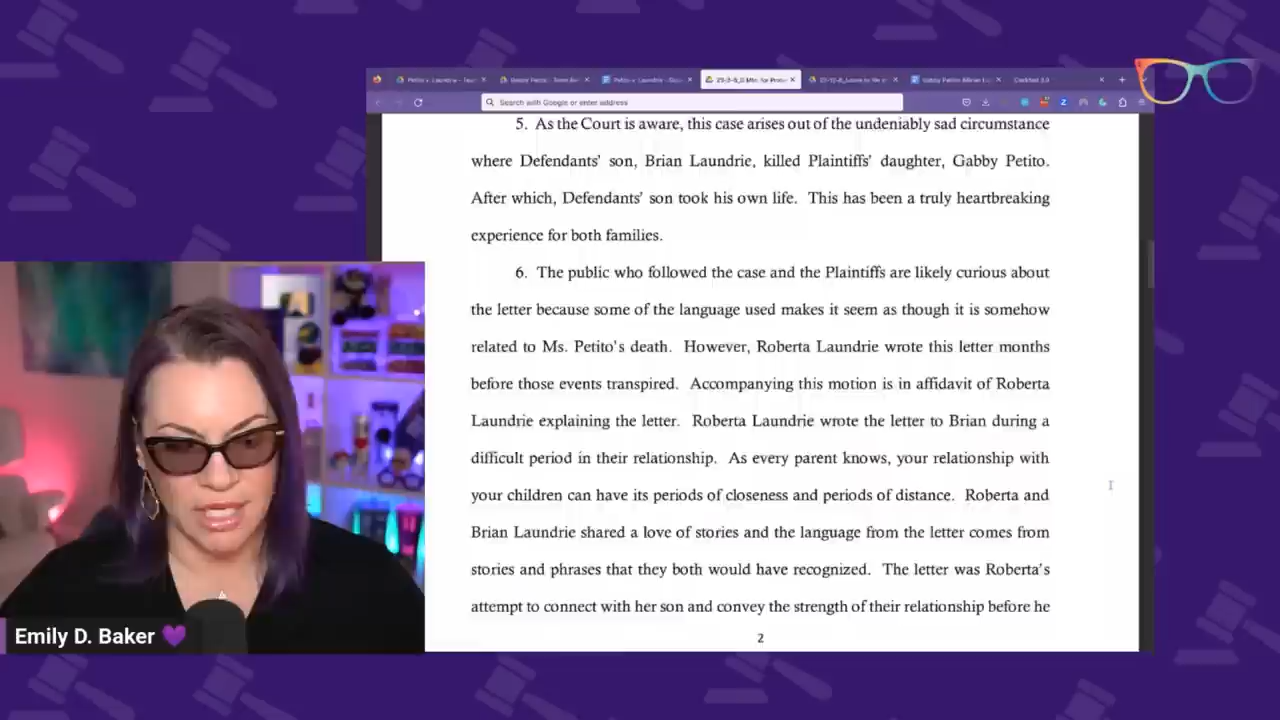 Petito v. Laundrie -
Search with Google or enter address
5. As the Court is aware, this case arises out of the undeniably sad circumstance
where Defendants' son, Brian Laundrie, killed Plaintiffs' daughter, Gabby Petito.
After which, Defendants' son took his own life. This has been a truly heartbreaking
experience for both families.
6. The public who followed the case and the Plaintiffs are likely curious about
the letter because some of the language used makes it seem as though it is somehow
related to Ms. Petito's death. However, Roberta Laundrie wrote this letter months
before those events transpired. Accompanying this motion is in affidavit of Roberta
Laundrie explaining the letter. Roberta Laundrie wrote the letter to Brian during a
difficult period in their relationship. As every parent knows, your relationship with
your children can have its periods of closeness and periods of distance. Roberta and
Brian Laundrie shared a love of stories and the language from the letter comes from
stories and phrases that they both would have recognized. The letter was Roberta's
attempt to connect with her son and convey the strength of their relationship before he
2
Emily D. Baker